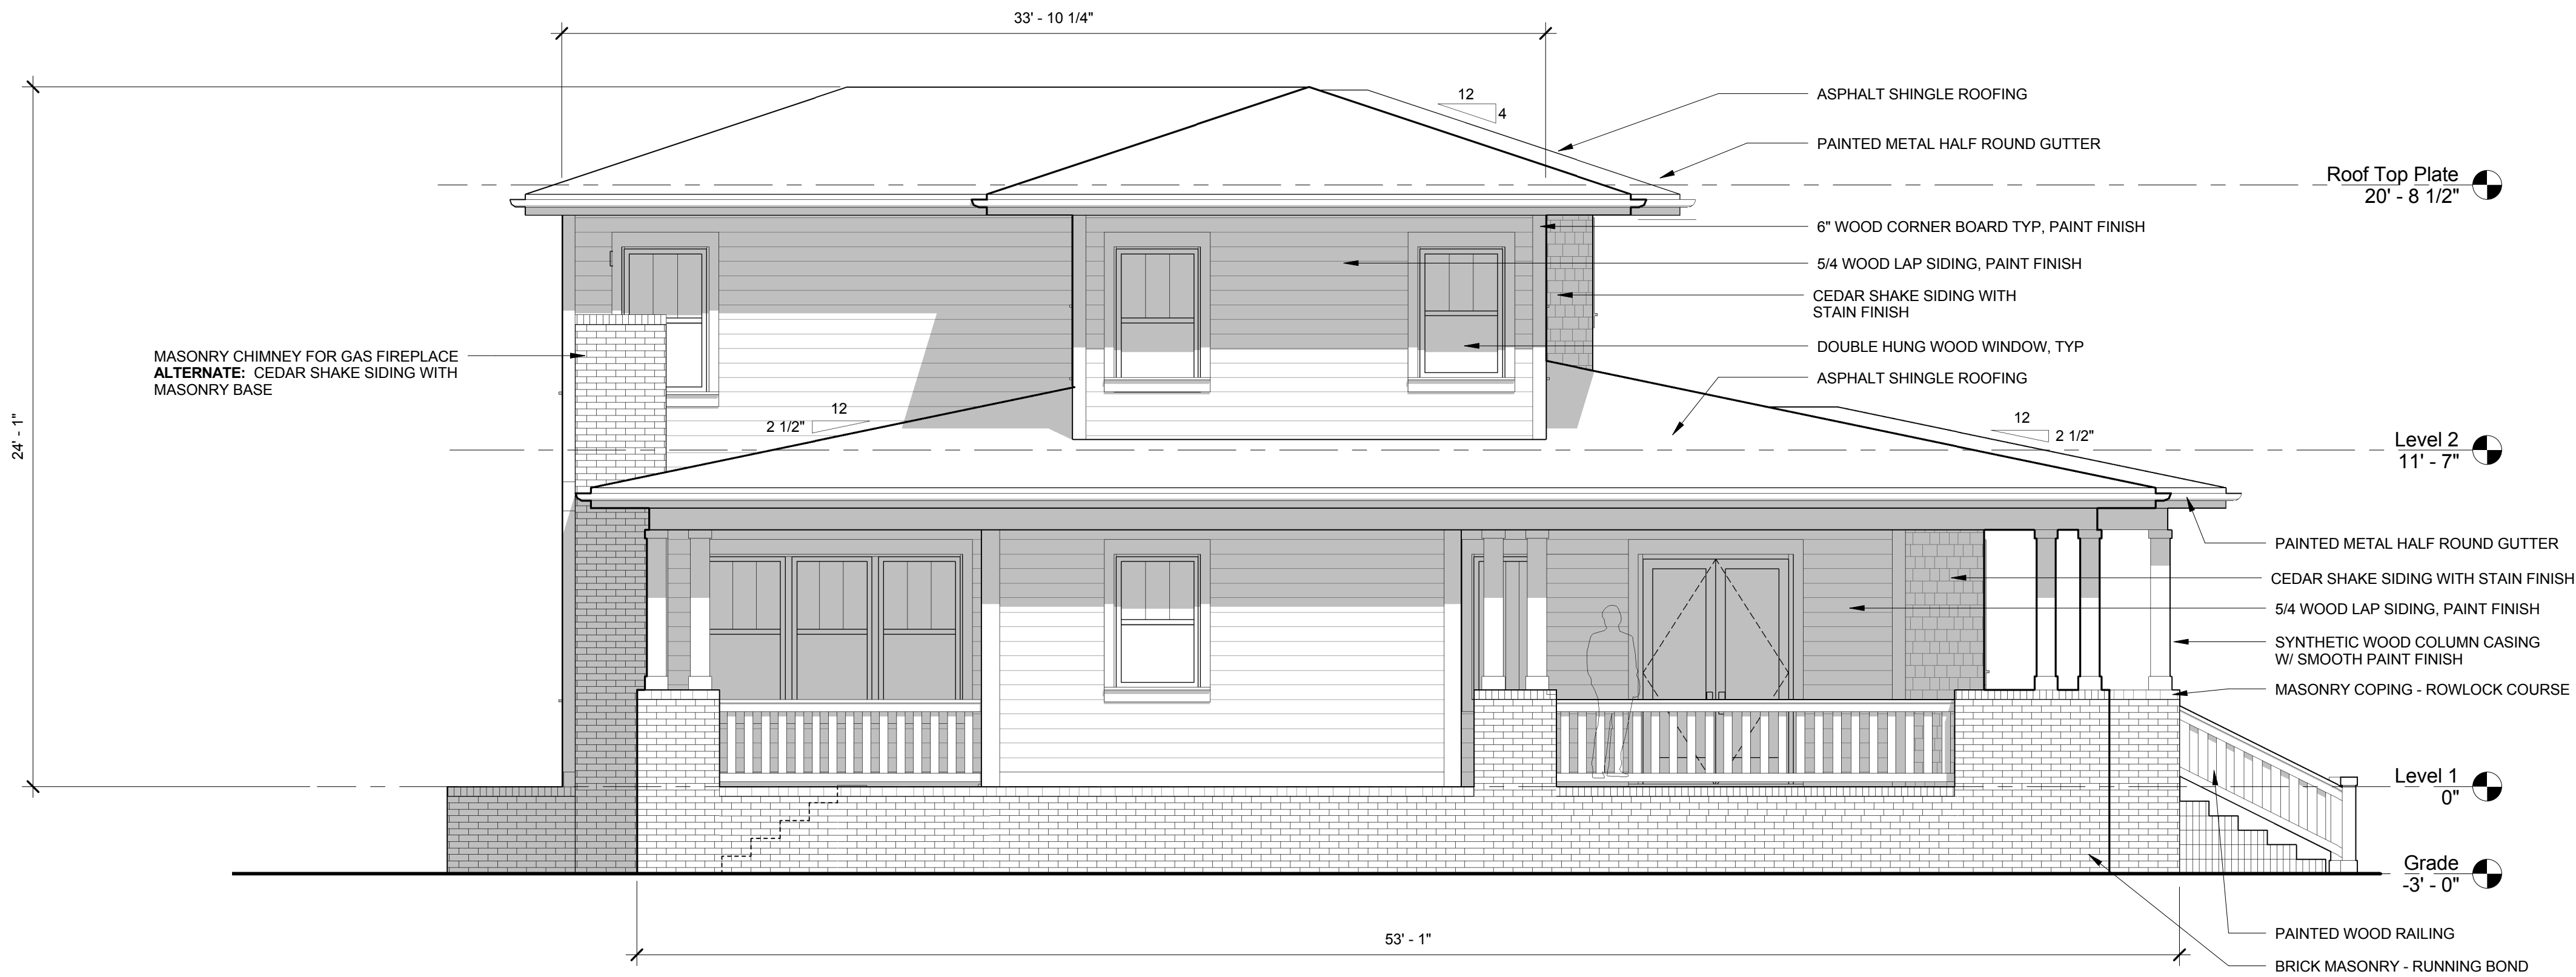 33' - 10 1/4"
12
4
ASPHALT SHINGLE ROOFING
PAINTED METAL HALF ROUND GUTTER
Roof Top Plate
20' - 8 1/2"
6" WOOD CORNER BOARD TYP, PAINT FINISH
5/4 WOOD LAP SIDING, PAINT FINISH
CEDAR SHAKE SIDING WITH
STAIN FINISH
DOUBLE HUNG WOOD WINDOW, TYP
ASPHALT SHINGLE ROOFING
MASONRY CHIMNEY FOR GAS FIREPLACE
ALTERNATE: CEDAR SHAKE SIDING WITH
MASONRY BASE
24' - 1"
12
2 1/2"
12
2 1/2"
Level 2
11' - 7"
PAINTED METAL HALF ROUND GUTTER
CEDAR SHAKE SIDING WITH STAIN FINISH
5/4 WOOD LAP SIDING, PAINT FINISH
SYNTHETIC WOOD COLUMN CASING
W/ SMOOTH PAINT FINISH
MASONRY COPING - ROWLOCK COURSE
Level 1
0"
Grade
-3' - 0"
53' - 1"
PAINTED WOOD RAILING
BRICK MASONRY - RUNNING BOND